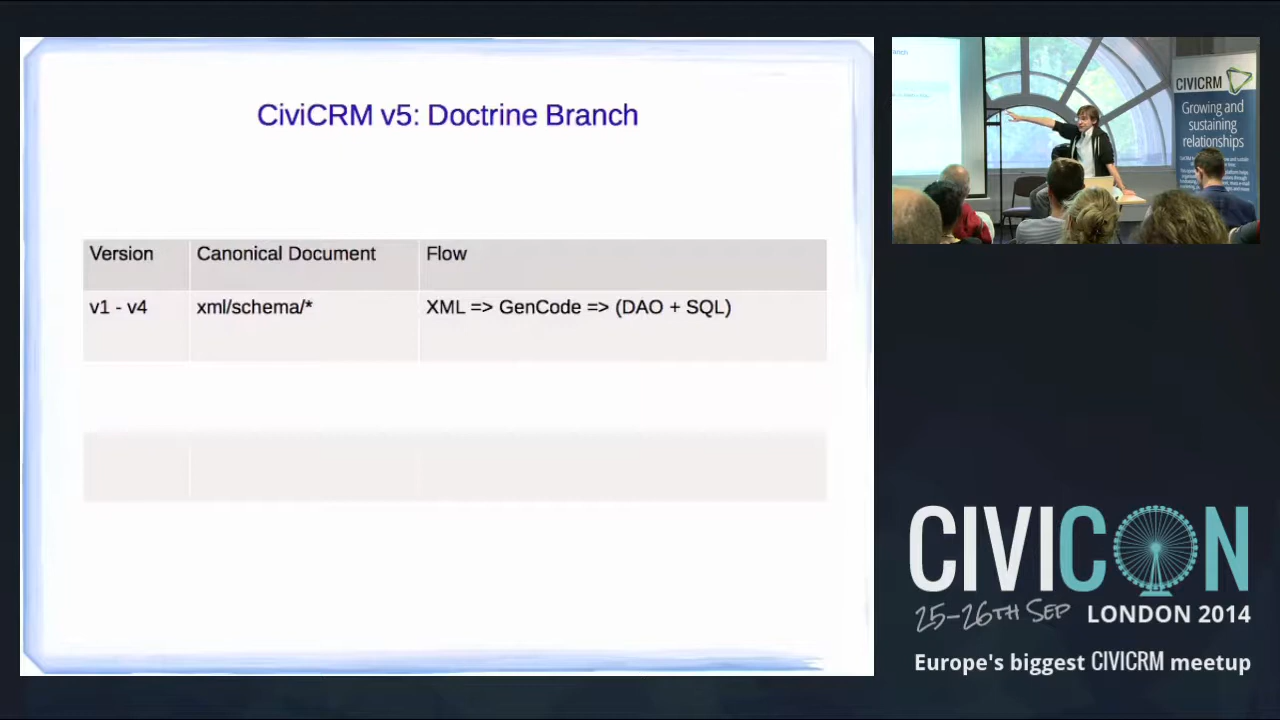 CiviCRM v5: Doctrine Branch
Version Canonical Document Flow
v1 - v4 xml/schema/* XML => GenCode => (DAO + SQL)
CIVICRM
Growing and
sustaining
relationships
CIVICON
25-26TH SEP LONDON 2014
Europe's biggest CIVICRM meetup